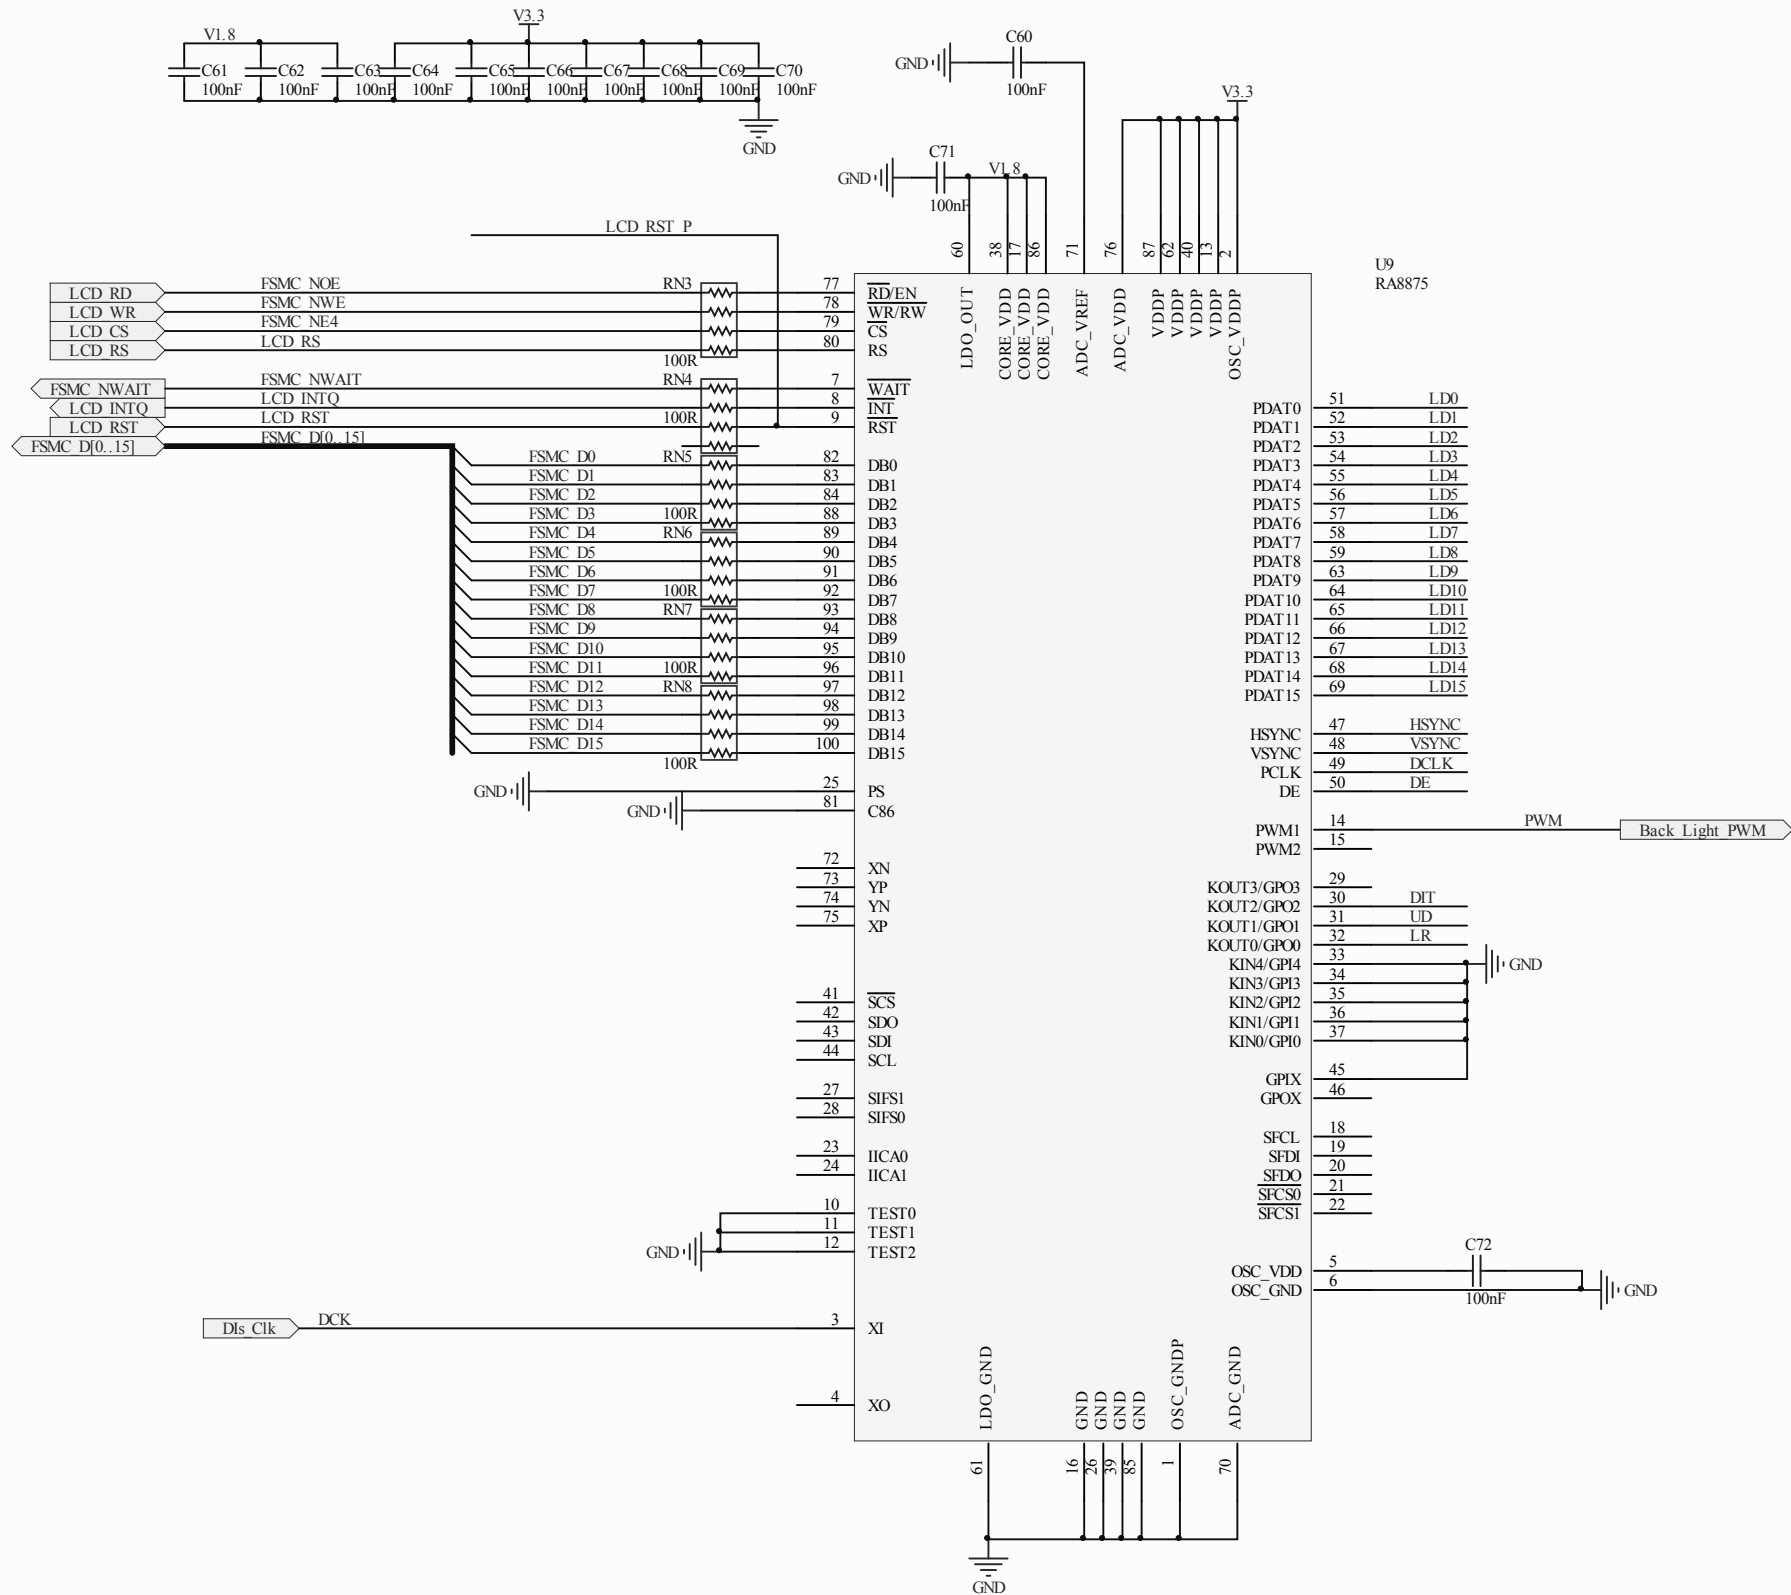 V3.3
V1.8
C61 C62 C63 C64 C65 C66 C67 C68 C69 C70
100nF 100nF 100nF 100nF 100nF 100nF 100nF 100nF 100nF 100nF
GND
C60
GND
100nF
V3.3
C71
V1.8
GND
100nF
LCD_RST_P
60 38 17 86 71 76 87 62 40 13 2
U9
RA8875
LDO_OUT CORE_VDD CORE_VDD CORE_VDD ADC_VREF ADC_VDD VDDP VDDP VDDP VDDP OSC_VDDP
LCD_RD FSMC_NOE RN3 77 RD/EN
LCD_WR FSMC_NWE 78 WR/RW
LCD_CS FSMC_NE4 79 CS
LCD_RS LCD_RS 80 RS
100R
FSMC_NWAIT FSMC_NWAIT RN4 7 WAIT
LCD_INTQ LCD_INTQ 8 INT
LCD_RST LCD_RST 100R 9 RST
FSMC_D[0..15] FSMC_D[0..15]
FSMC_D0 RN5 82 DB0
FSMC_D1 83 DB1
FSMC_D2 84 DB2
FSMC_D3 100R 88 DB3
FSMC_D4 RN6 89 DB4
FSMC_D5 90 DB5
FSMC_D6 91 DB6
FSMC_D7 100R 92 DB7
FSMC_D8 RN7 93 DB8
FSMC_D9 94 DB9
FSMC_D10 95 DB10
FSMC_D11 100R 96 DB11
FSMC_D12 RN8 97 DB12
FSMC_D13 98 DB13
FSMC_D14 99 DB14
FSMC_D15 100 DB15
100R
GND 25 PS
GND 81 C86
72 XN
73 YP
74 YN
75 XP
41 SCS
42 SDO
43 SDI
44 SCL
27 SIFS1
28 SIFS0
23 IICA0
24 IICA1
10 TEST0
11 TEST1
GND 12 TEST2
DIs_Clk DCK 3 XI
4 XO
PDAT0 51 LD0
PDAT1 52 LD1
PDAT2 53 LD2
PDAT3 54 LD3
PDAT4 55 LD4
PDAT5 56 LD5
PDAT6 57 LD6
PDAT7 58 LD7
PDAT8 59 LD8
PDAT9 63 LD9
PDAT10 64 LD10
PDAT11 65 LD11
PDAT12 66 LD12
PDAT13 67 LD13
PDAT14 68 LD14
PDAT15 69 LD15
HSYNC 47 HSYNC
VSYNC 48 VSYNC
PCLK 49 DCLK
DE 50 DE
PWM1 14 PWM Back_Light_PWM
PWM2 15
KOUT3/GPO3 29
KOUT2/GPO2 30 DIT
KOUT1/GPO1 31 UD
KOUT0/GPO0 32 LR
KIN4/GPI4 33 GND
KIN3/GPI3 34
KIN2/GPI2 35
KIN1/GPI1 36
KIN0/GPI0 37
GPIX 45
GPOX 46
SFCL 18
SFDI 19
SFDO 20
SFCS0 21
SFCS1 22
C72
OSC_VDD 5
OSC_GND 6 100nF GND
LDO_GND GND GND GND GND OSC_GNDP ADC_GND
61 16 26 39 85 1 70
GND